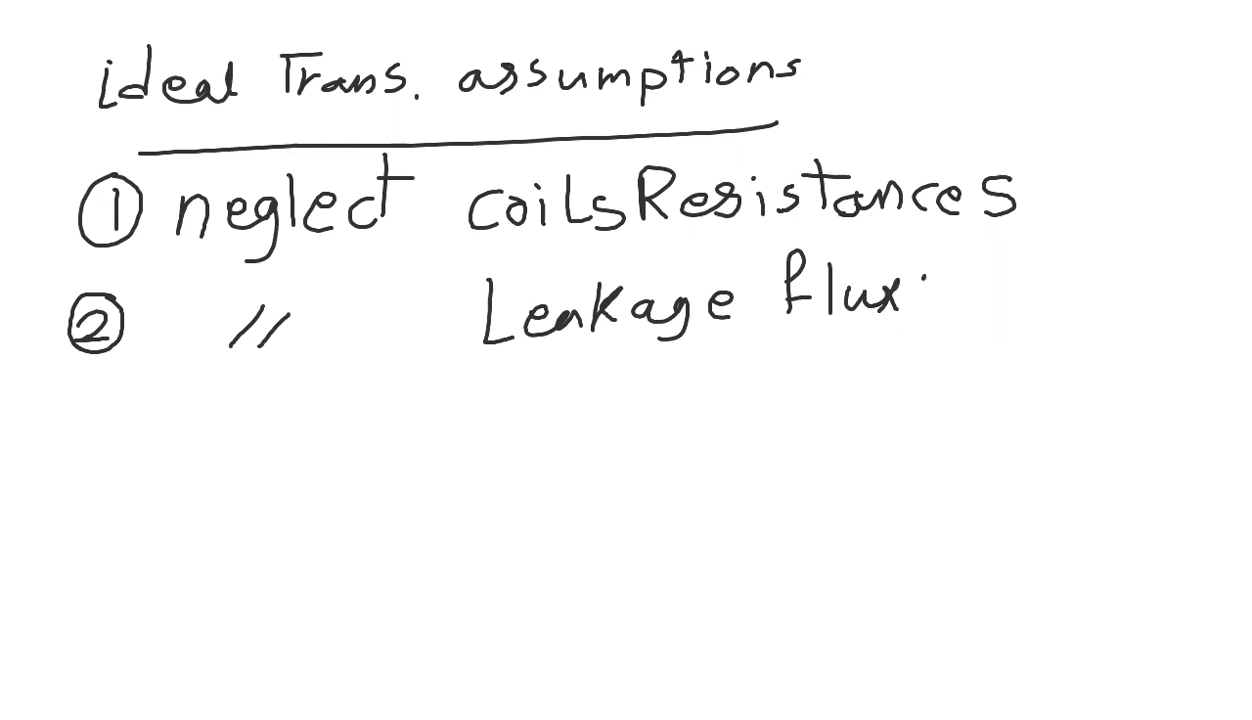 ideal Trans. assumptions
① neglect coilsResistances
② // Leakage flux.